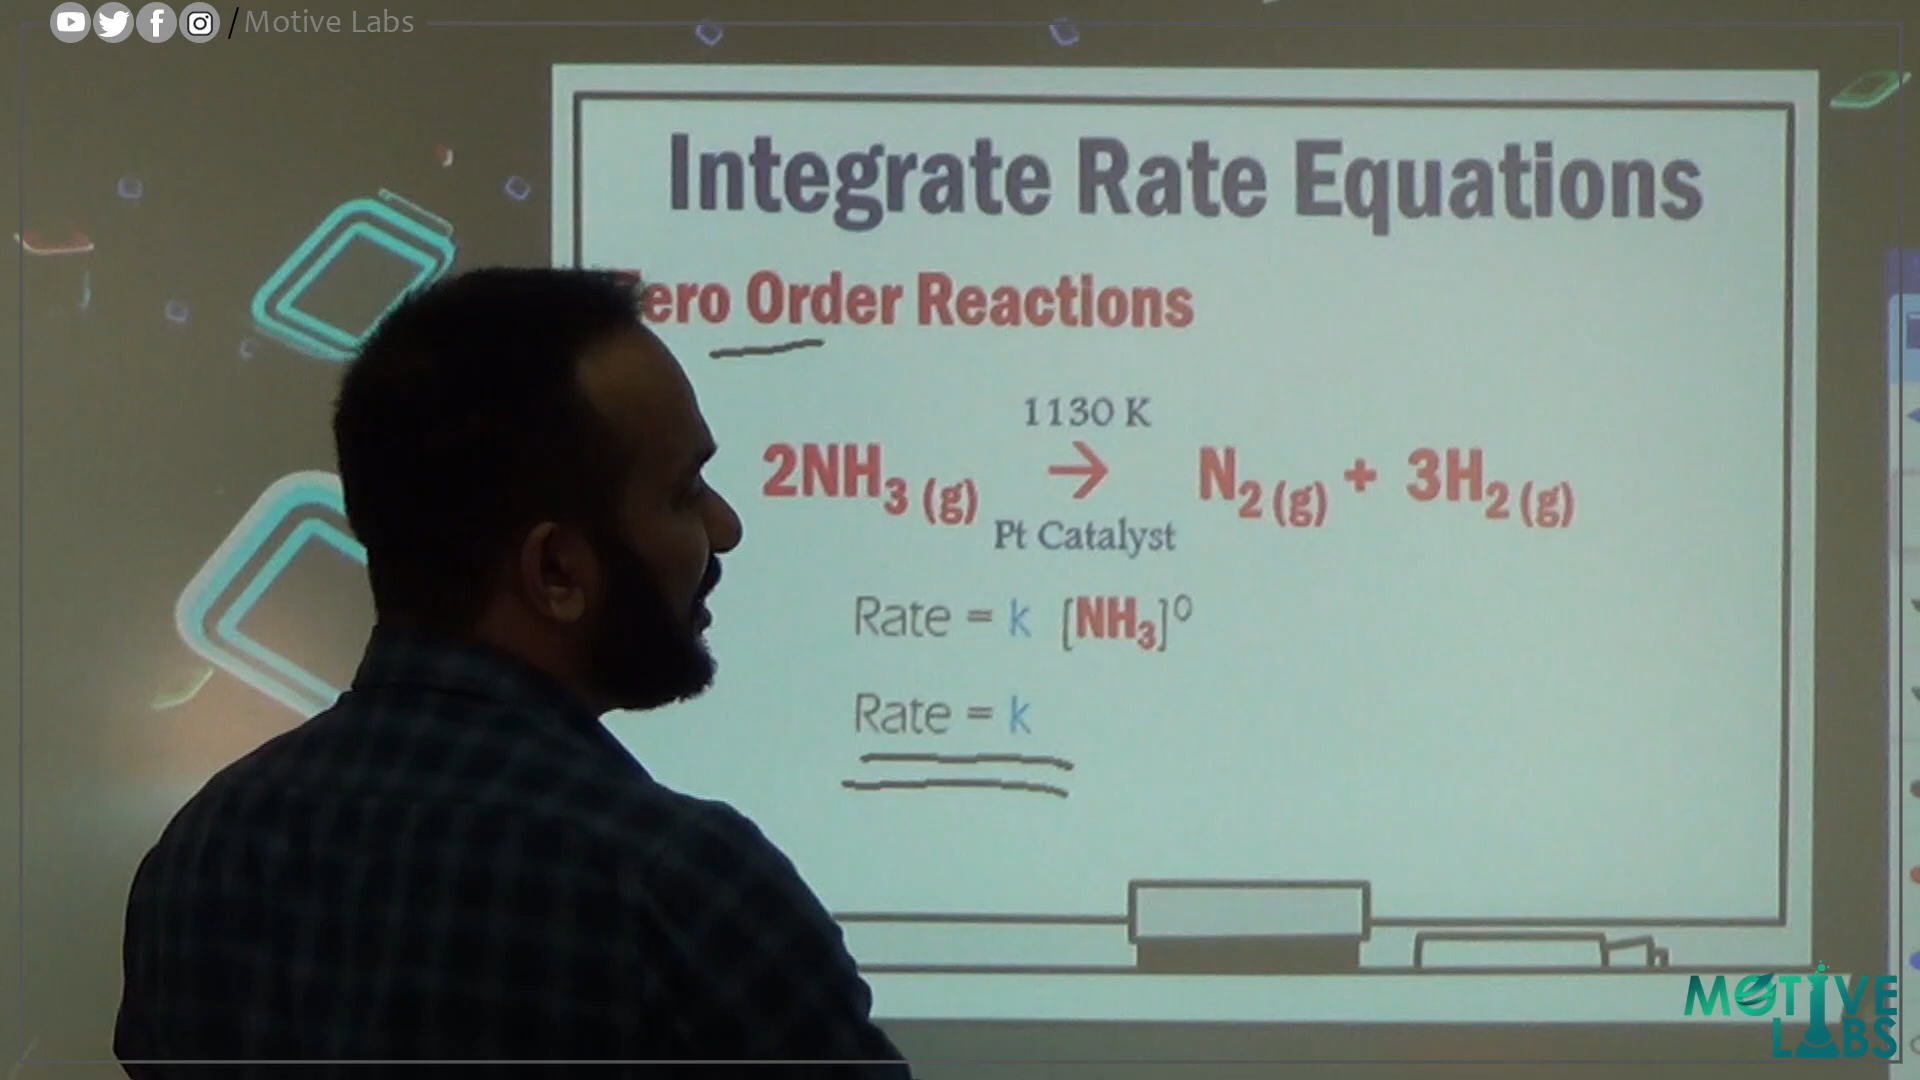 / Motive Labs
Integrate Rate Equations
Zero Order Reactions
1130 K
2NH₃ (g) → N₂ (g) + 3H₂ (g)
Pt Catalyst
Rate = k [NH₃]⁰
Rate = k
MOTIVE
LABS